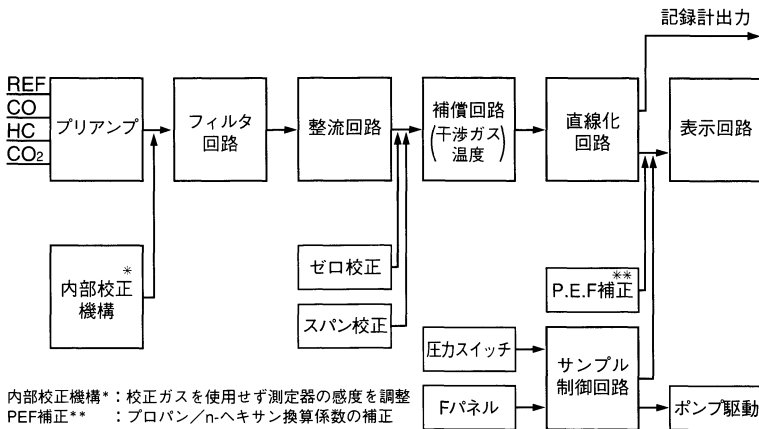 記録計出力
REF
CO
HC
CO₂
プリアンプ
フィルタ
回路
整流回路
補償回路
(干渉ガス
温度)
直線化
回路
表示回路
内部校正*
機構
ゼロ校正
スパン校正
P.E.F補正**
圧力スイッチ
Fパネル
サンプル
制御回路
ポンプ駆動
内部校正機構*：校正ガスを使用せず測定器の感度を調整
PEF補正**：プロパン／n-ヘキサン換算係数の補正